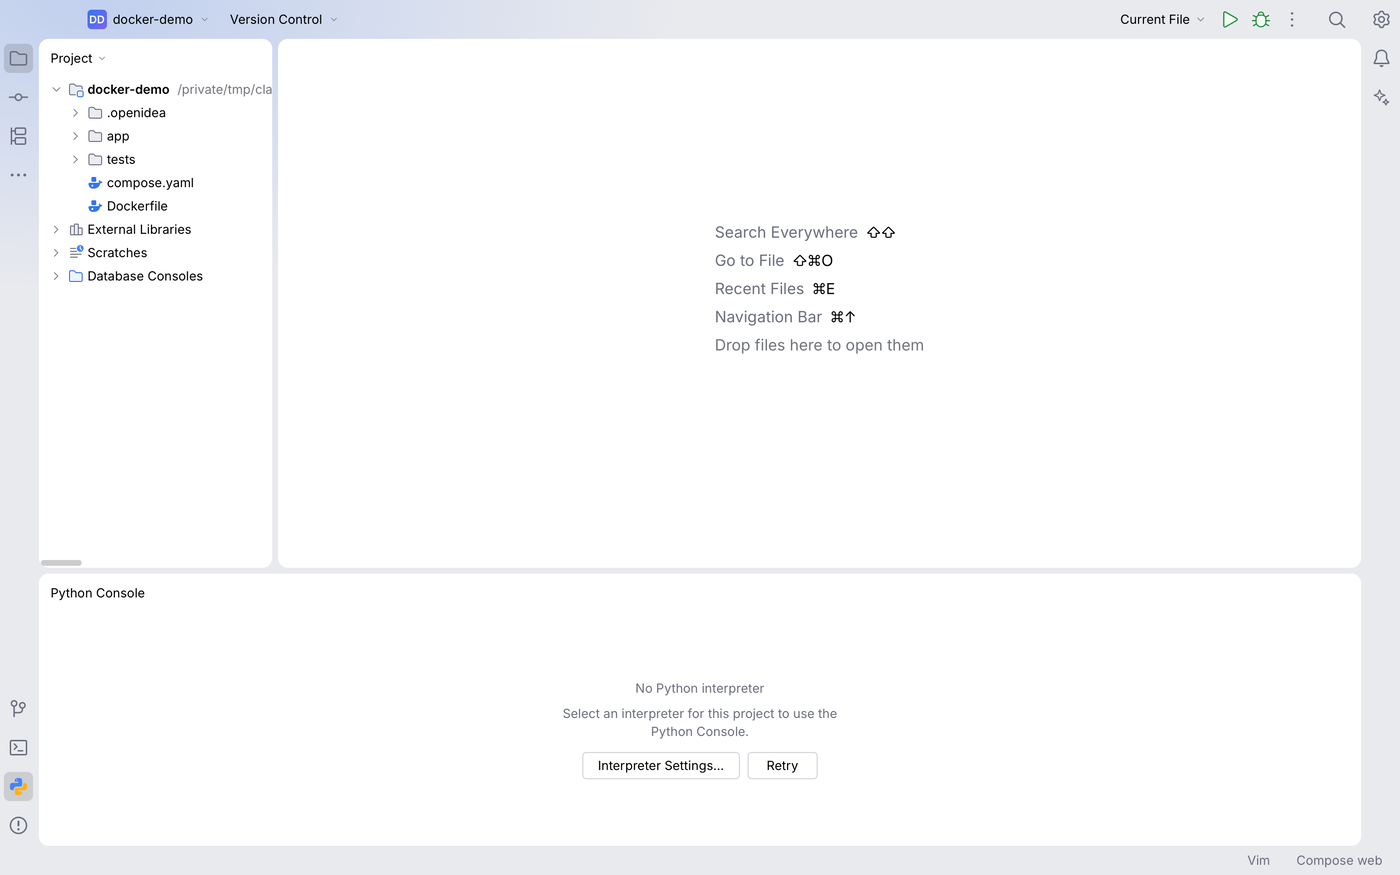 DD docker-demo Version Control Current File
Project
docker-demo /private/tmp/cla
.openidea
app
tests
compose.yaml
Dockerfile
External Libraries
Scratches
Database Consoles
Search Everywhere ⇧⇧
Go to File ⇧⌘O
Recent Files ⌘E
Navigation Bar ⌘↑
Drop files here to open them
Python Console
No Python interpreter
Select an interpreter for this project to use the
Python Console.
Interpreter Settings... Retry
Vim Compose web